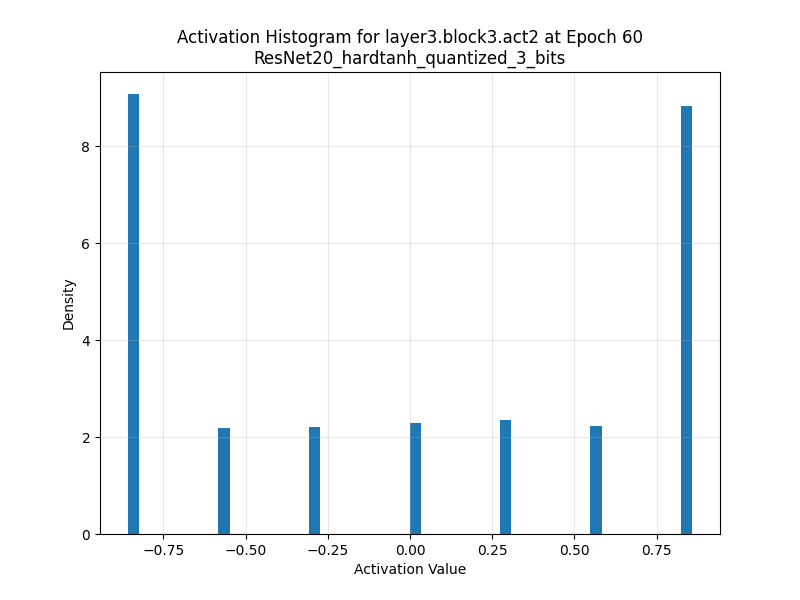 Activation Histogram for layer3.block3.act2 at Epoch 60
ResNet20_hardtanh_quantized_3_bits
8
6
4
2
0
Density
−0.75 −0.50 −0.25 0.00 0.25 0.50 0.75
Activation Value